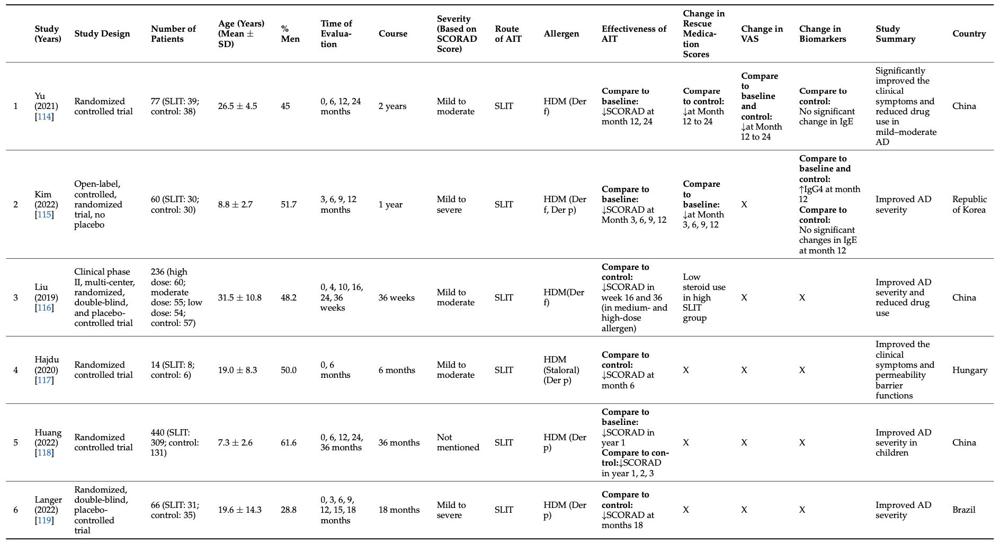 Study
(Years)
Study Design
Number of
Patients
Age (Years)
(Mean ±
SD)
%
Men
Time of
Evalua-
tion
Course
Severity
(Based on
SCORAD
Score)
Route
of AIT
Allergen
Effectiveness of
AIT
Change in
Rescue
Medica-
tion
Scores
Change in
VAS
Change in
Biomarkers
Study
Summary
Country
1
Yu
(2021)
[114]
Randomized
controlled trial
77 (SLIT: 39;
control: 38)
26.5 ± 4.5
45
0, 6, 12, 24
months
2 years
Mild to
moderate
SLIT
HDM (Der
f)
Compare to
baseline:
↓SCORAD at
month 12, 24
Compare
to control:
↓at Month
12 to 24
Compare
to
baseline
and
control:
↓at Month
12 to 24
Compare to
control:
No significant
change in IgE
Significantly
improved the
clinical
symptoms and
reduced drug
use in
mild–moderate
AD
China
2
Kim
(2022)
[115]
Open-label,
controlled,
randomized
trial, no
placebo
60 (SLIT: 30;
control: 30)
8.8 ± 2.7
51.7
3, 6, 9, 12
months
1 year
Mild to
severe
SLIT
HDM (Der
f, Der p)
Compare to
baseline:
↓SCORAD at
Month 3, 6, 9, 12
Compare
to
baseline:
↓at Month
3, 6, 9, 12
X
Compare to
baseline and
control:
↑IgG4 at month
12
Compare to
control:
No significant
changes in IgE
at month 12
Improved AD
severity
Republic
of Korea
3
Liu
(2019)
[116]
Clinical phase
II, multi-center,
randomized,
double-blind,
and placebo-
controlled trial
236 (high
dose: 60;
moderate
dose: 55; low
dose: 54;
control: 57)
31.5 ± 10.8
48.2
0, 4, 10, 16,
24, 36
weeks
36 weeks
Mild to
moderate
SLIT
HDM(Der
f)
Compare to
control:
↓SCORAD in
week 16 and 36
(in medium- and
high-dose
allergen)
Low
steroid use
in high
SLIT
group
X
X
Improved AD
severity and
reduced drug
use
China
4
Hajdu
(2020)
[117]
Randomized
controlled trial
14 (SLIT: 8;
control: 6)
19.0 ± 8.3
50.0
0, 6
months
6 months
Mild to
moderate
SLIT
HDM
(Staloral)
(Der p)
Compare to
control:
↓SCORAD at
month 6
X
X
X
Improved the
clinical
symptoms and
permeability
barrier
functions
Hungary
5
Huang
(2022)
[118]
Randomized
controlled trial
440 (SLIT:
309; control:
131)
7.3 ± 2.6
61.6
0, 6, 12, 24,
36 months
36 months
Not
mentioned
SLIT
HDM (Der
p)
Compare to
baseline:
↓SCORAD in
year 1
Compare to con-
trol:↓SCORAD
in year 1, 2, 3
X
X
X
Improved AD
severity in
children
China
6
Langer
(2022)
[119]
Randomized,
double-blind,
placebo-
controlled
trial
66 (SLIT: 31;
control: 35)
19.6 ± 14.3
28.8
0, 3, 6, 9,
12, 15, 18
months
18 months
Mild to
severe
SLIT
HDM (Der
p)
Compare to
control:
↓SCORAD at
months 18
X
X
X
Improved AD
severity
Brazil